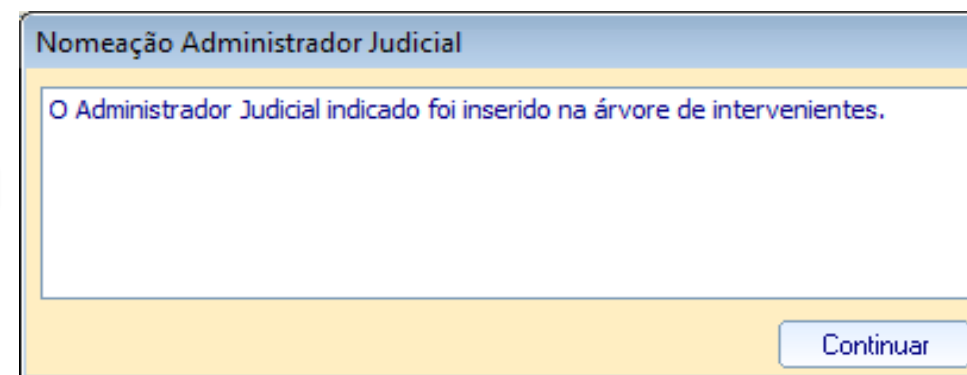 Nomeação Administrador Judicial
O Administrador Judicial indicado foi inserido na árvore de intervenientes.
Continuar